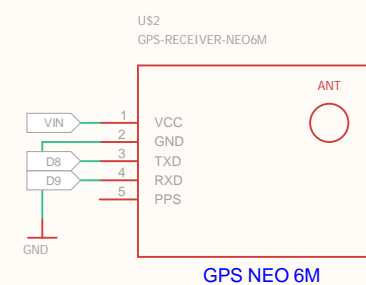 U$2
GPS-RECEIVER-NEO6M
ANT
VIN 1 VCC
2 GND
D8 3 TXD
D9 4 RXD
5 PPS
GND
GPS NEO 6M